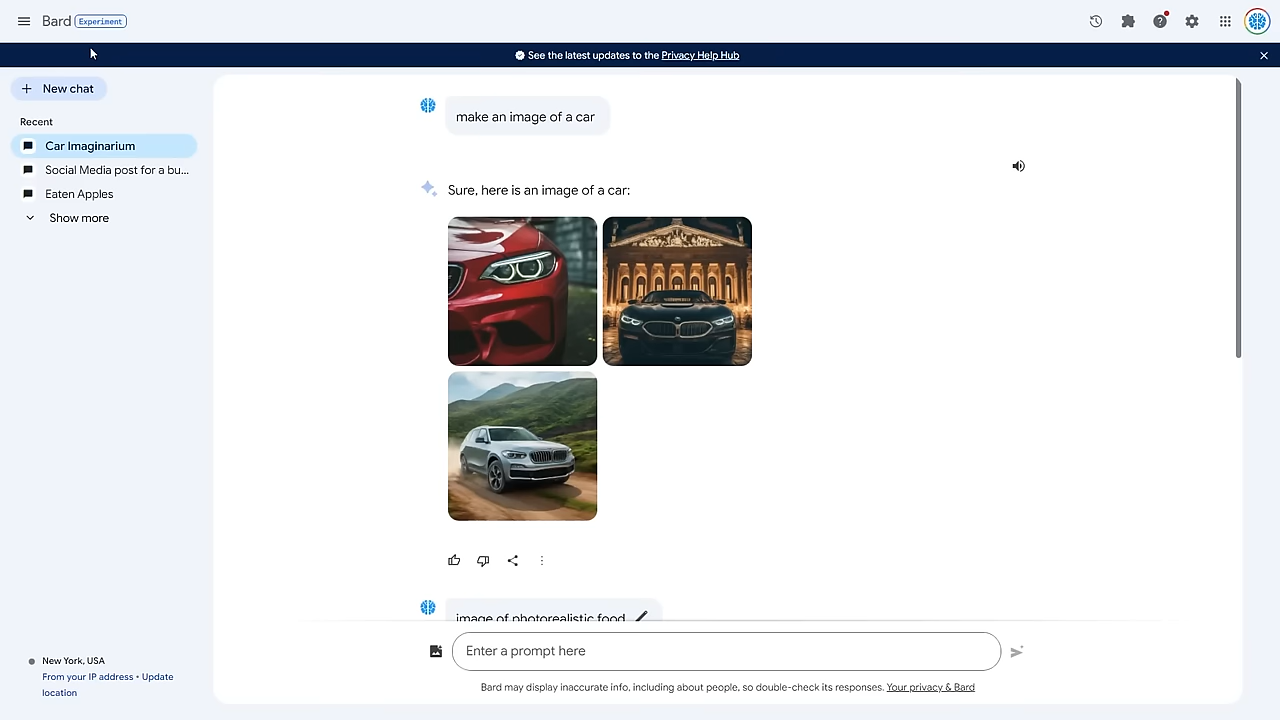 Bard Experiment
See the latest updates to the Privacy Help Hub
New chat
Recent
Car Imaginarium
Social Media post for a bu...
Eaten Apples
Show more
make an image of a car
Sure, here is an image of a car:
image of photorealistic food
Enter a prompt here
Bard may display inaccurate info, including about people, so double-check its responses. Your privacy & Bard
New York, USA
From your IP address • Update
location